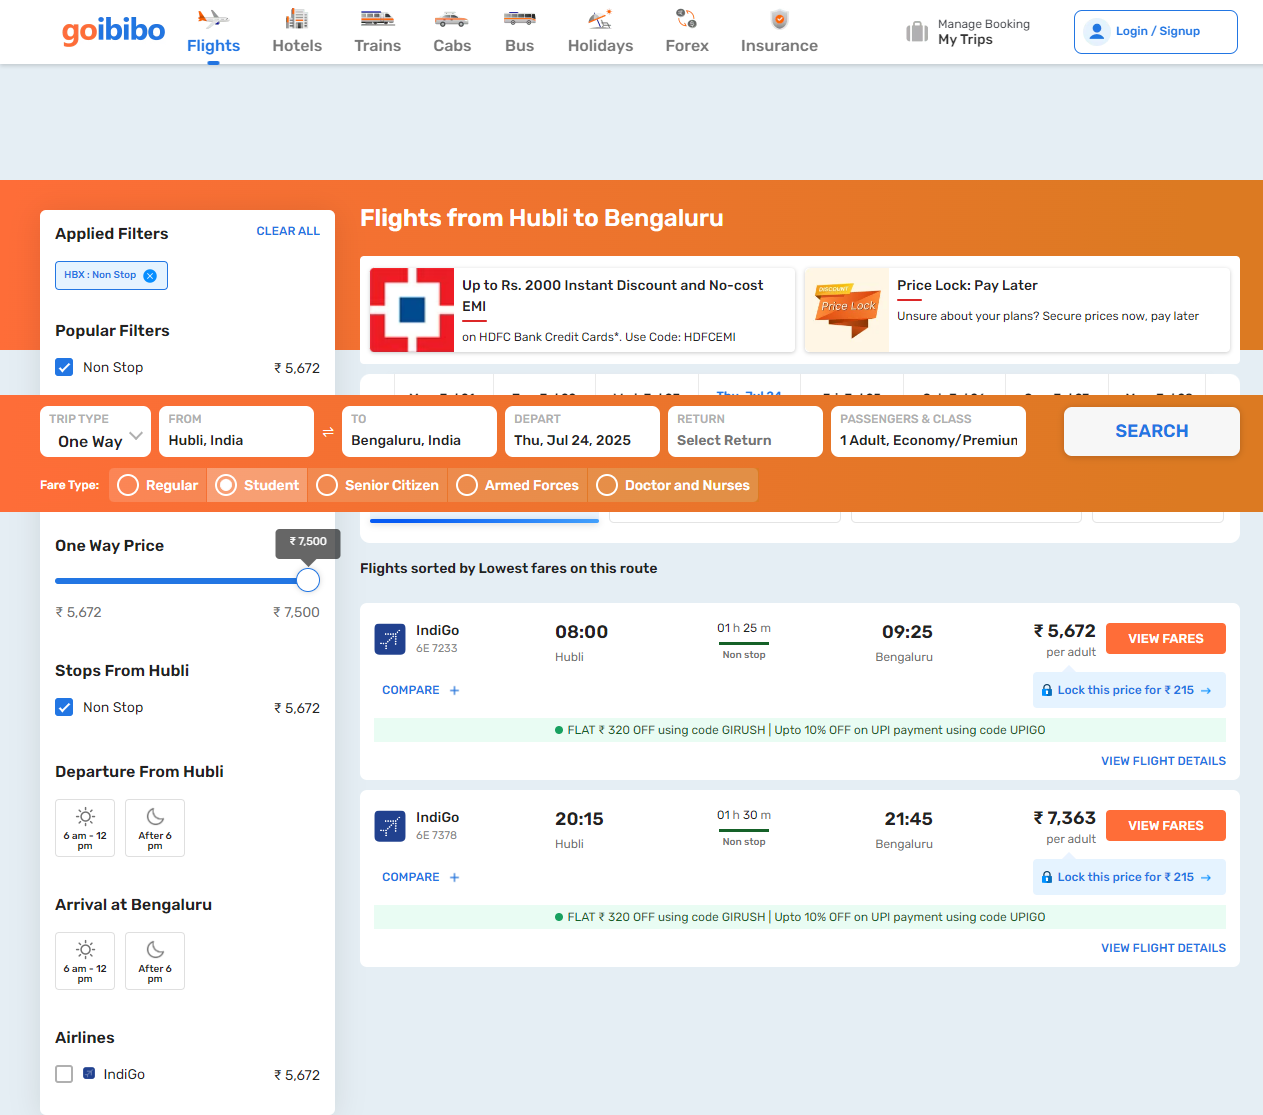 goibibo
Flights
Hotels
Trains
Cabs
Bus
Holidays
Forex
Insurance
Manage Booking
My Trips
Login / Signup
Applied Filters
CLEAR ALL
HBX : Non Stop
Popular Filters
Non Stop
₹ 5,672
Flights from Hubli to Bengaluru
Up to Rs. 2000 Instant Discount and No-cost
EMI
on HDFC Bank Credit Cards*. Use Code: HDFCEMI
DISCOUNT
Price Lock
Price Lock: Pay Later
Unsure about your plans? Secure prices now, pay later
Thu, Jul 24
TRIP TYPE
One Way
FROM
Hubli, India
TO
Bengaluru, India
DEPART
Thu, Jul 24, 2025
RETURN
Select Return
PASSENGERS & CLASS
1 Adult, Economy/Premiun
SEARCH
Fare Type:
Regular
Student
Senior Citizen
Armed Forces
Doctor and Nurses
One Way Price
₹ 7,500
₹ 5,672
₹ 7,500
Stops From Hubli
Non Stop
₹ 5,672
Departure From Hubli
6 am - 12
pm
After 6
pm
Arrival at Bengaluru
6 am - 12
pm
After 6
pm
Airlines
IndiGo
₹ 5,672
Flights sorted by Lowest fares on this route
IndiGo
6E 7233
08:00
Hubli
01 h 25 m
Non stop
09:25
Bengaluru
₹ 5,672
per adult
VIEW FARES
COMPARE +
Lock this price for ₹ 215 →
FLAT ₹ 320 OFF using code GIRUSH | Upto 10% OFF on UPI payment using code UPIGO
VIEW FLIGHT DETAILS
IndiGo
6E 7378
20:15
Hubli
01 h 30 m
Non stop
21:45
Bengaluru
₹ 7,363
per adult
VIEW FARES
COMPARE +
Lock this price for ₹ 215 →
FLAT ₹ 320 OFF using code GIRUSH | Upto 10% OFF on UPI payment using code UPIGO
VIEW FLIGHT DETAILS